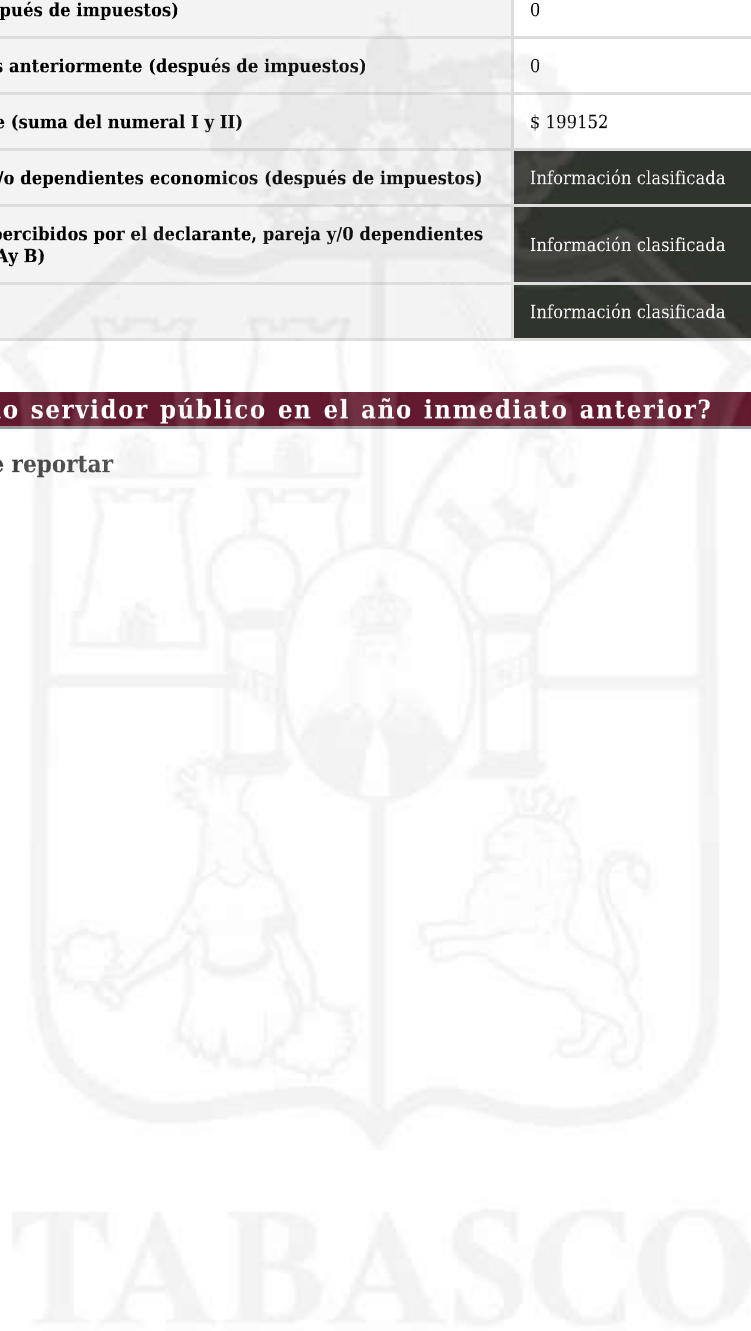 pués de impuestos)
0
s anteriormente (después de impuestos)
0
e (suma del numeral I y II)
$ 199152
/o dependientes economicos (después de impuestos)
Información clasificada
percibidos por el declarante, pareja y/0 dependientes
Ay B)
Información clasificada
Información clasificada
o servidor público en el año inmediato anterior?
e reportar
TABASCO